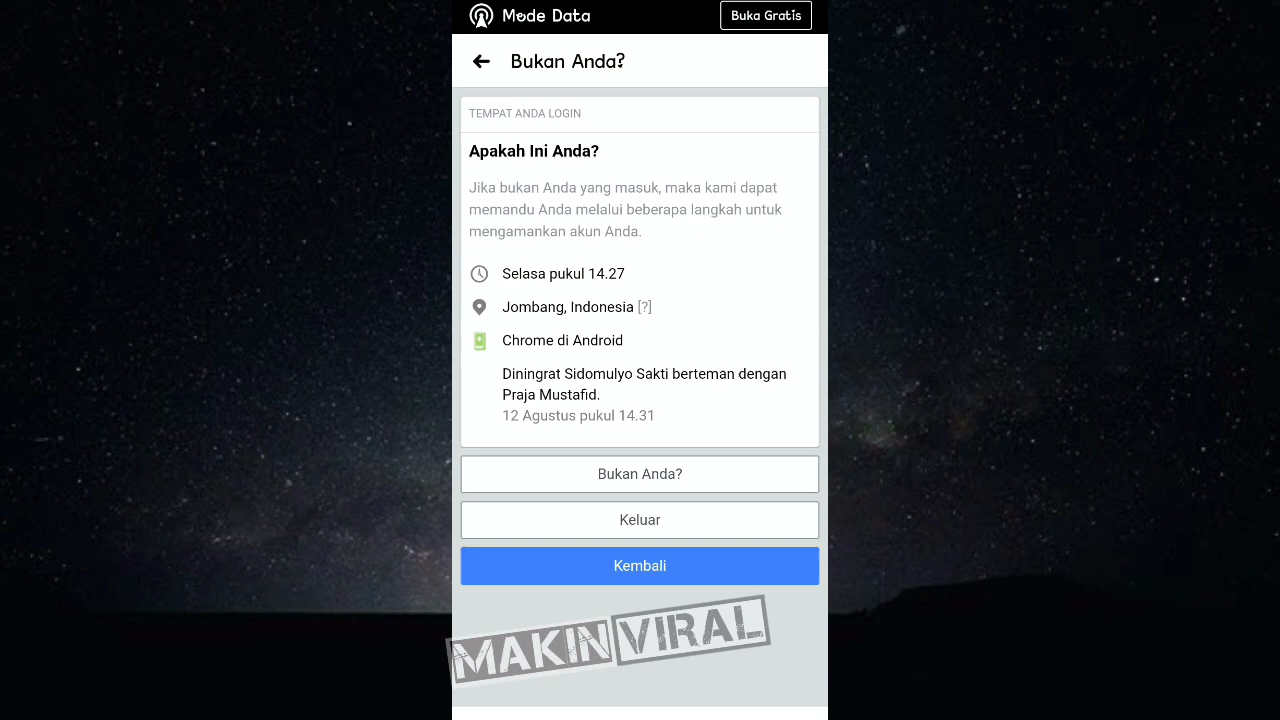 Mode Data
Buka Gratis
Bukan Anda?
TEMPAT ANDA LOGIN
Apakah Ini Anda?
Jika bukan Anda yang masuk, maka kami dapat
memandu Anda melalui beberapa langkah untuk
mengamankan akun Anda.
Selasa pukul 14.27
Jombang, Indonesia [?]
Chrome di Android
Diningrat Sidomulyo Sakti berteman dengan
Praja Mustafid.
12 Agustus pukul 14.31
Bukan Anda?
Keluar
Kembali
MAKIN VIRAL